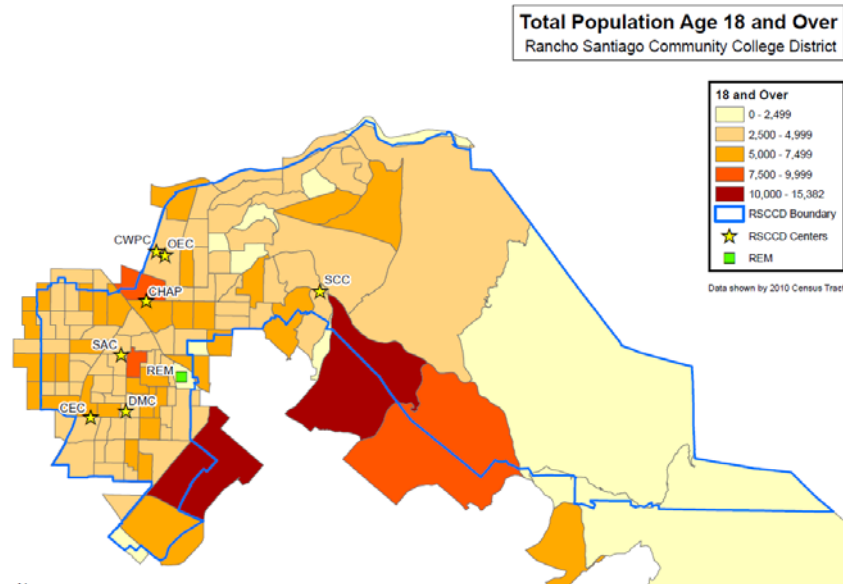 Total Population Age 18 and Over
Rancho Santiago Community College District
18 and Over
0 - 2,499
2,500 - 4,999
5,000 - 7,499
7,500 - 9,999
10,000 - 15,382
RSCCD Boundary
RSCCD Centers
REM
Data shown by 2010 Census Tract
CWPC
OEC
SCC
CHAP
SAC
REM
DMC
CEC